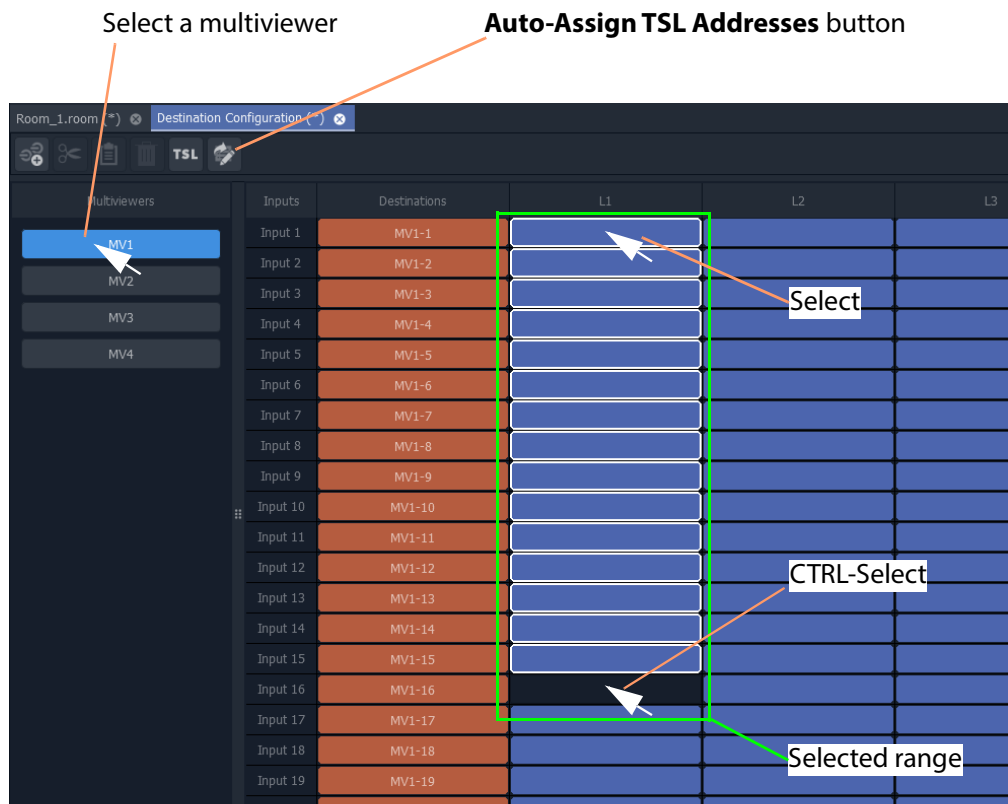 Select a multiviewer
Auto-Assign TSL Addresses button
Room_1.room (*)
Destination Configuration (*)
TSL
Multiviewers
Inputs
Destinations
L1
L2
L3
MV1
MV2
MV3
MV4
Input 1 MV1-1
Input 2 MV1-2
Input 3 MV1-3
Input 4 MV1-4
Input 5 MV1-5
Input 6 MV1-6
Input 7 MV1-7
Input 8 MV1-8
Input 9 MV1-9
Input 10 MV1-10
Input 11 MV1-11
Input 12 MV1-12
Input 13 MV1-13
Input 14 MV1-14
Input 15 MV1-15
Input 16 MV1-16
Input 17 MV1-17
Input 18 MV1-18
Input 19 MV1-19
Select
CTRL-Select
Selected range